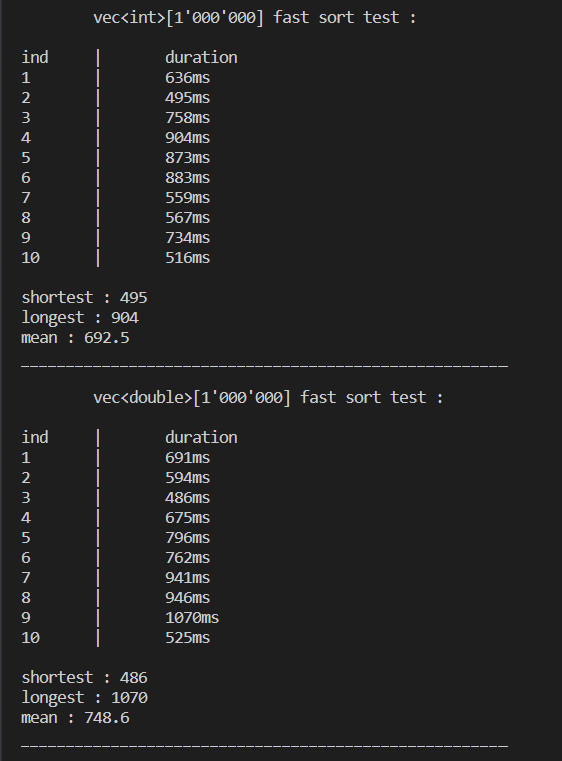 vec<int>[1'000'000] fast sort test :
ind | duration
1 | 636ms
2 | 495ms
3 | 758ms
4 | 904ms
5 | 873ms
6 | 883ms
7 | 559ms
8 | 567ms
9 | 734ms
10 | 516ms
shortest : 495
longest : 904
mean : 692.5
______________________________________________________
vec<double>[1'000'000] fast sort test :
ind | duration
1 | 691ms
2 | 594ms
3 | 486ms
4 | 675ms
5 | 796ms
6 | 762ms
7 | 941ms
8 | 946ms
9 | 1070ms
10 | 525ms
shortest : 486
longest : 1070
mean : 748.6
______________________________________________________